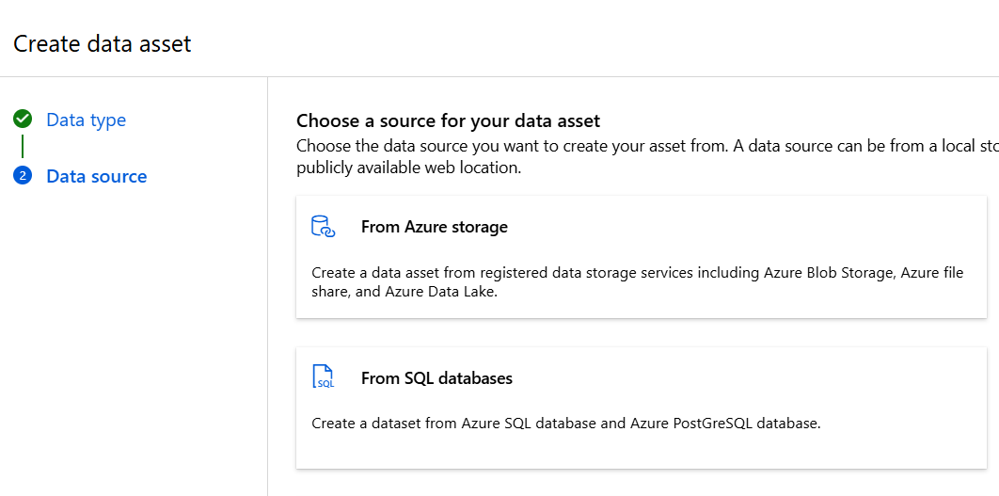 Create data asset
Data type
2
Data source
Choose a source for your data asset
Choose the data source you want to create your asset from. A data source can be from a local
publicly available web location.
From Azure storage
Create a data asset from registered data storage services including Azure Blob Storage, Azure file
share, and Azure Data Lake.
SQL
From SQL databases
Create a dataset from Azure SQL database and Azure PostGreSQL database.